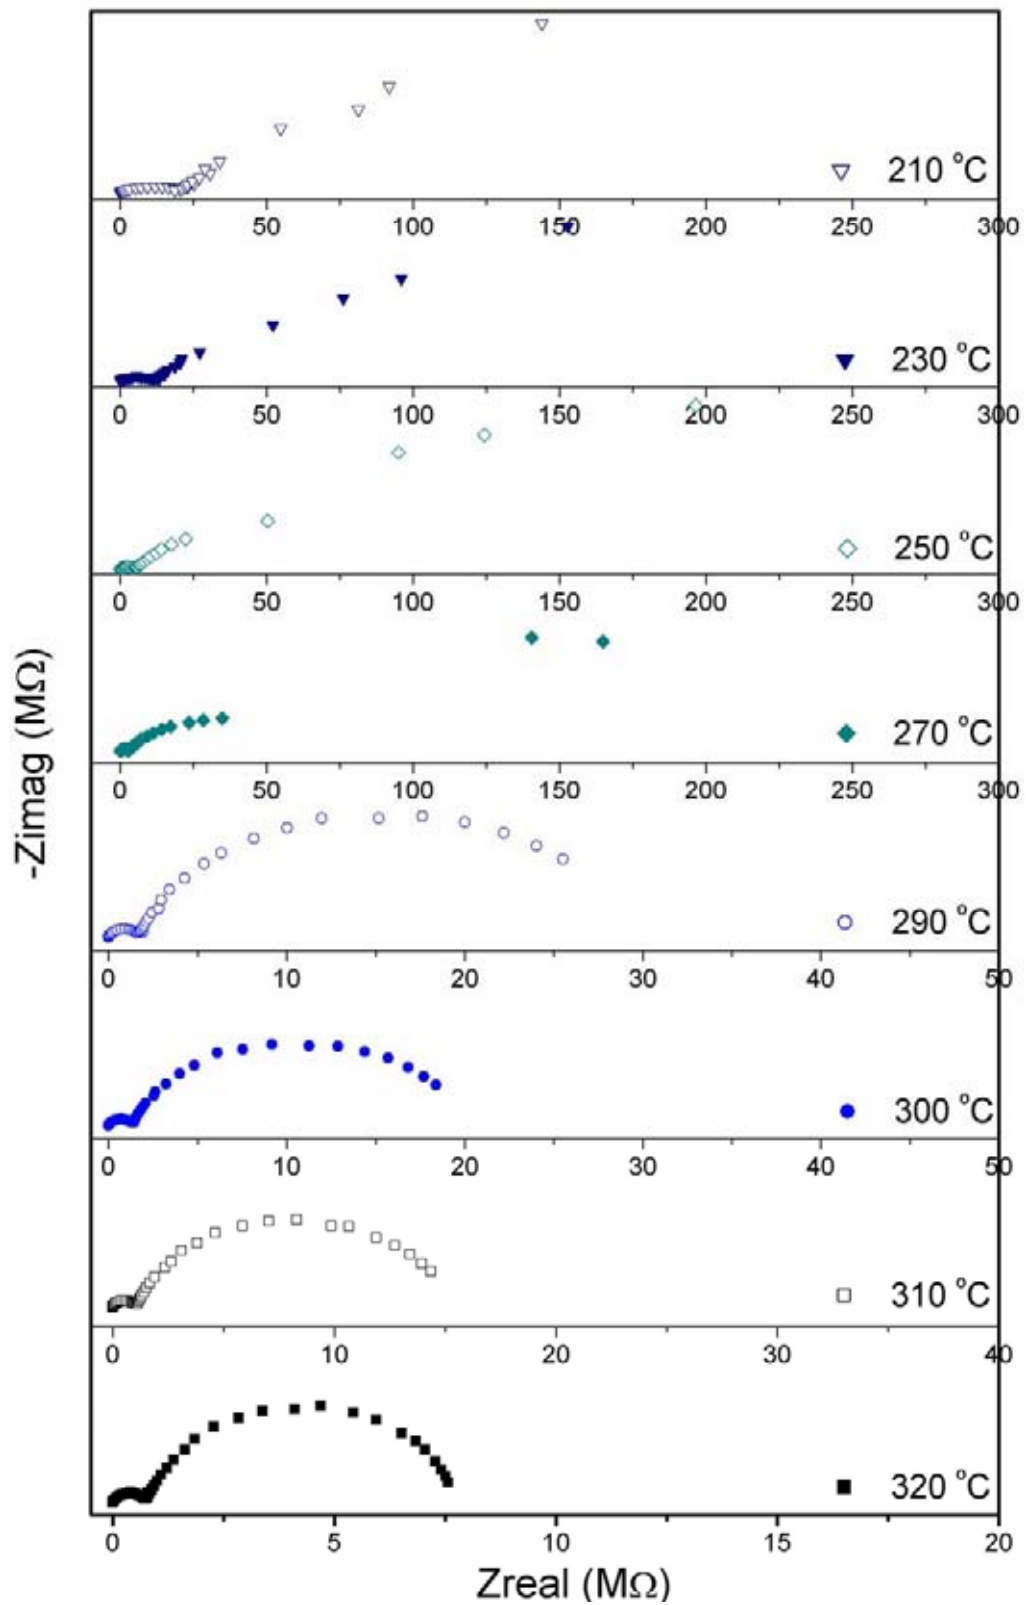 210 °C
0 50 100 150 200 250 300
230 °C
0 50 100 150 200 250 300
250 °C
0 50 100 150 200 250 300
270 °C
0 50 100 150 200 250 300
290 °C
0 10 20 30 40 50
300 °C
0 10 20 30 40 50
310 °C
0 10 20 30 40
320 °C
0 5 10 15 20
-Zimag (MΩ)
Zreal (MΩ)